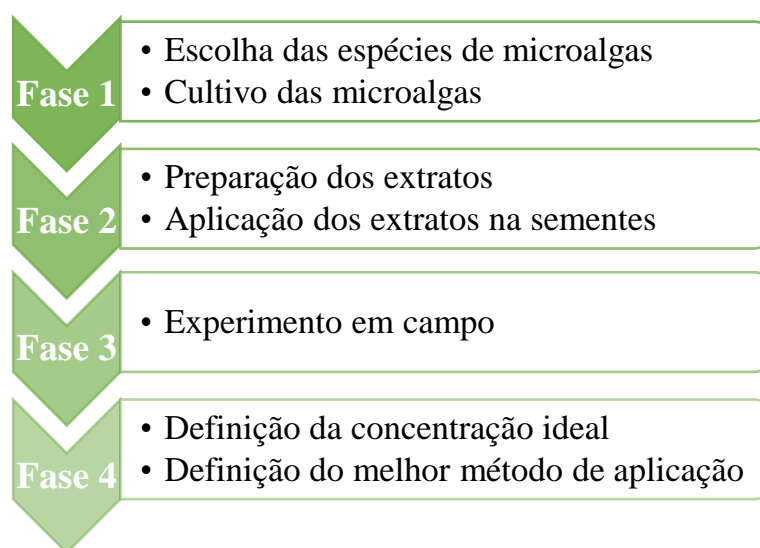 Fase 1
• Escolha das espécies de microalgas
• Cultivo das microalgas
Fase 2
• Preparação dos extratos
• Aplicação dos extratos na sementes
Fase 3
• Experimento em campo
Fase 4
• Definição da concentração ideal
• Definição do melhor método de aplicação